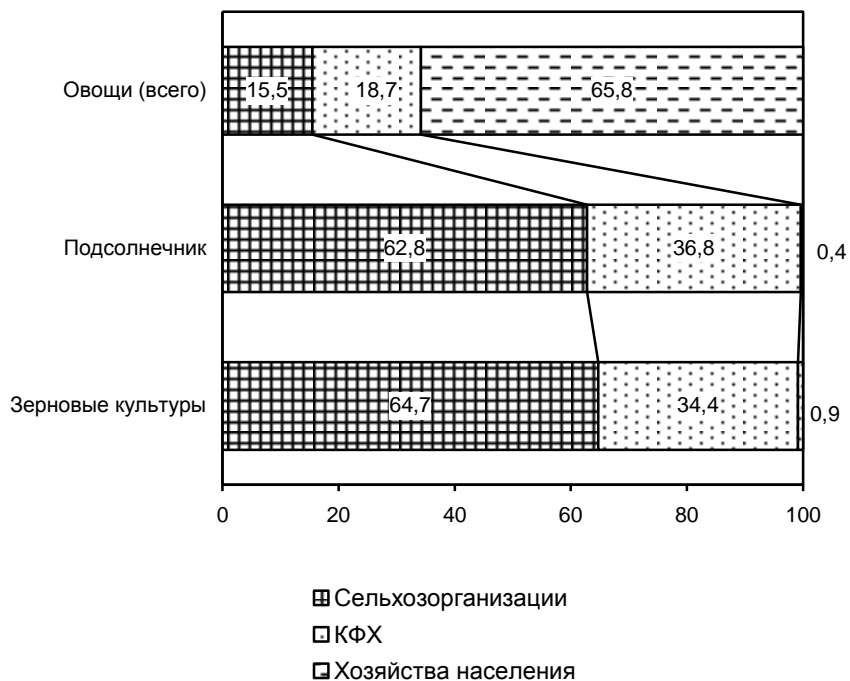 Овощи (всего)
15,5 18,7 65,8
Подсолнечник
62,8 36,8 0,4
Зерновые культуры
64,7 34,4 0,9
0 20 40 60 80 100
Сельхозорганизации
КФХ
Хозяйства населения